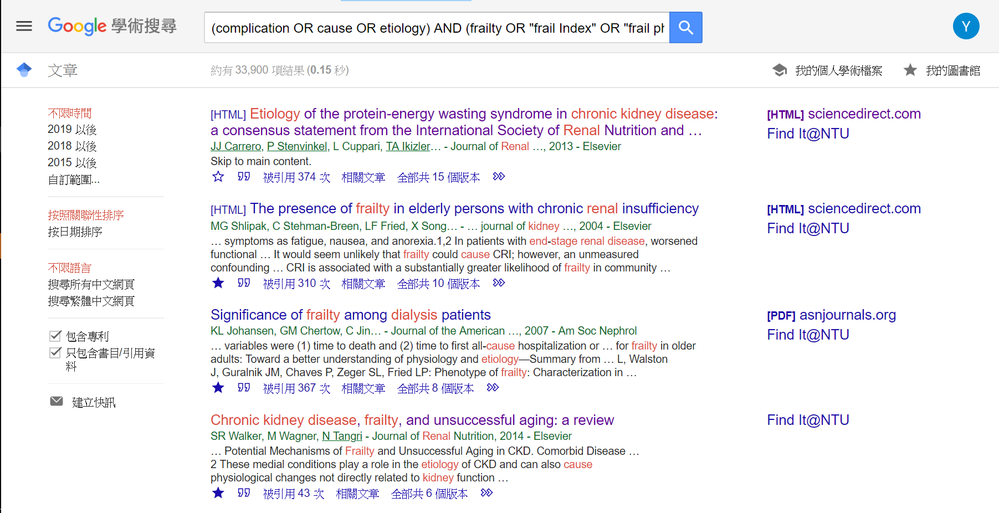 Google 學術搜尋
(complication OR cause OR etiology) AND (frailty OR "frail Index" OR "frail ph
Y
文章
約有 33,900 項結果 (0.15 秒)
我的個人學術檔案
我的圖書館
不限時間
2019 以後
2018 以後
2015 以後
自訂範圍...
按照關聯性排序
按日期排序
不限語言
搜尋所有中文網頁
搜尋繁體中文網頁
包含專利
只包含書目/引用資
料
建立快訊
[HTML] Etiology of the protein-energy wasting syndrome in chronic kidney disease:
a consensus statement from the International Society of Renal Nutrition and …
JJ Carrero, P Stenvinkel, L Cuppari, TA Ikizler… - Journal of Renal …, 2013 - Elsevier
Skip to main content.
被引用 374 次 相關文章 全部共 15 個版本
[HTML] sciencedirect.com
Find It@NTU
[HTML] The presence of frailty in elderly persons with chronic renal insufficiency
MG Shlipak, C Stehman-Breen, LF Fried, X Song… - … journal of kidney …, 2004 - Elsevier
… symptoms as fatigue, nausea, and anorexia.1,2 In patients with end-stage renal disease, worsened
functional … It would seem unlikely that frailty could cause CRI; however, an unmeasured
confounding … CRI is associated with a substantially greater likelihood of frailty in community …
被引用 310 次 相關文章 全部共 10 個版本
[HTML] sciencedirect.com
Find It@NTU
Significance of frailty among dialysis patients
KL Johansen, GM Chertow, C Jin… - Journal of the American …, 2007 - Am Soc Nephrol
… variables were (1) time to death and (2) time to first all-cause hospitalization or … for frailty in older
adults: Toward a better understanding of physiology and etiology—Summary from … L, Walston
J, Guralnik JM, Chaves P, Zeger SL, Fried LP: Phenotype of frailty: Characterization in …
被引用 367 次 相關文章 全部共 8 個版本
[PDF] asnjournals.org
Find It@NTU
Chronic kidney disease, frailty, and unsuccessful aging: a review
SR Walker, M Wagner, N Tangri - Journal of Renal Nutrition, 2014 - Elsevier
… Potential Mechanisms of Frailty and Unsuccessful Aging in CKD. Comorbid Disease …
2 These medial conditions play a role in the etiology of CKD and can also cause
physiological changes not directly related to kidney function …
被引用 43 次 相關文章 全部共 6 個版本
Find It@NTU